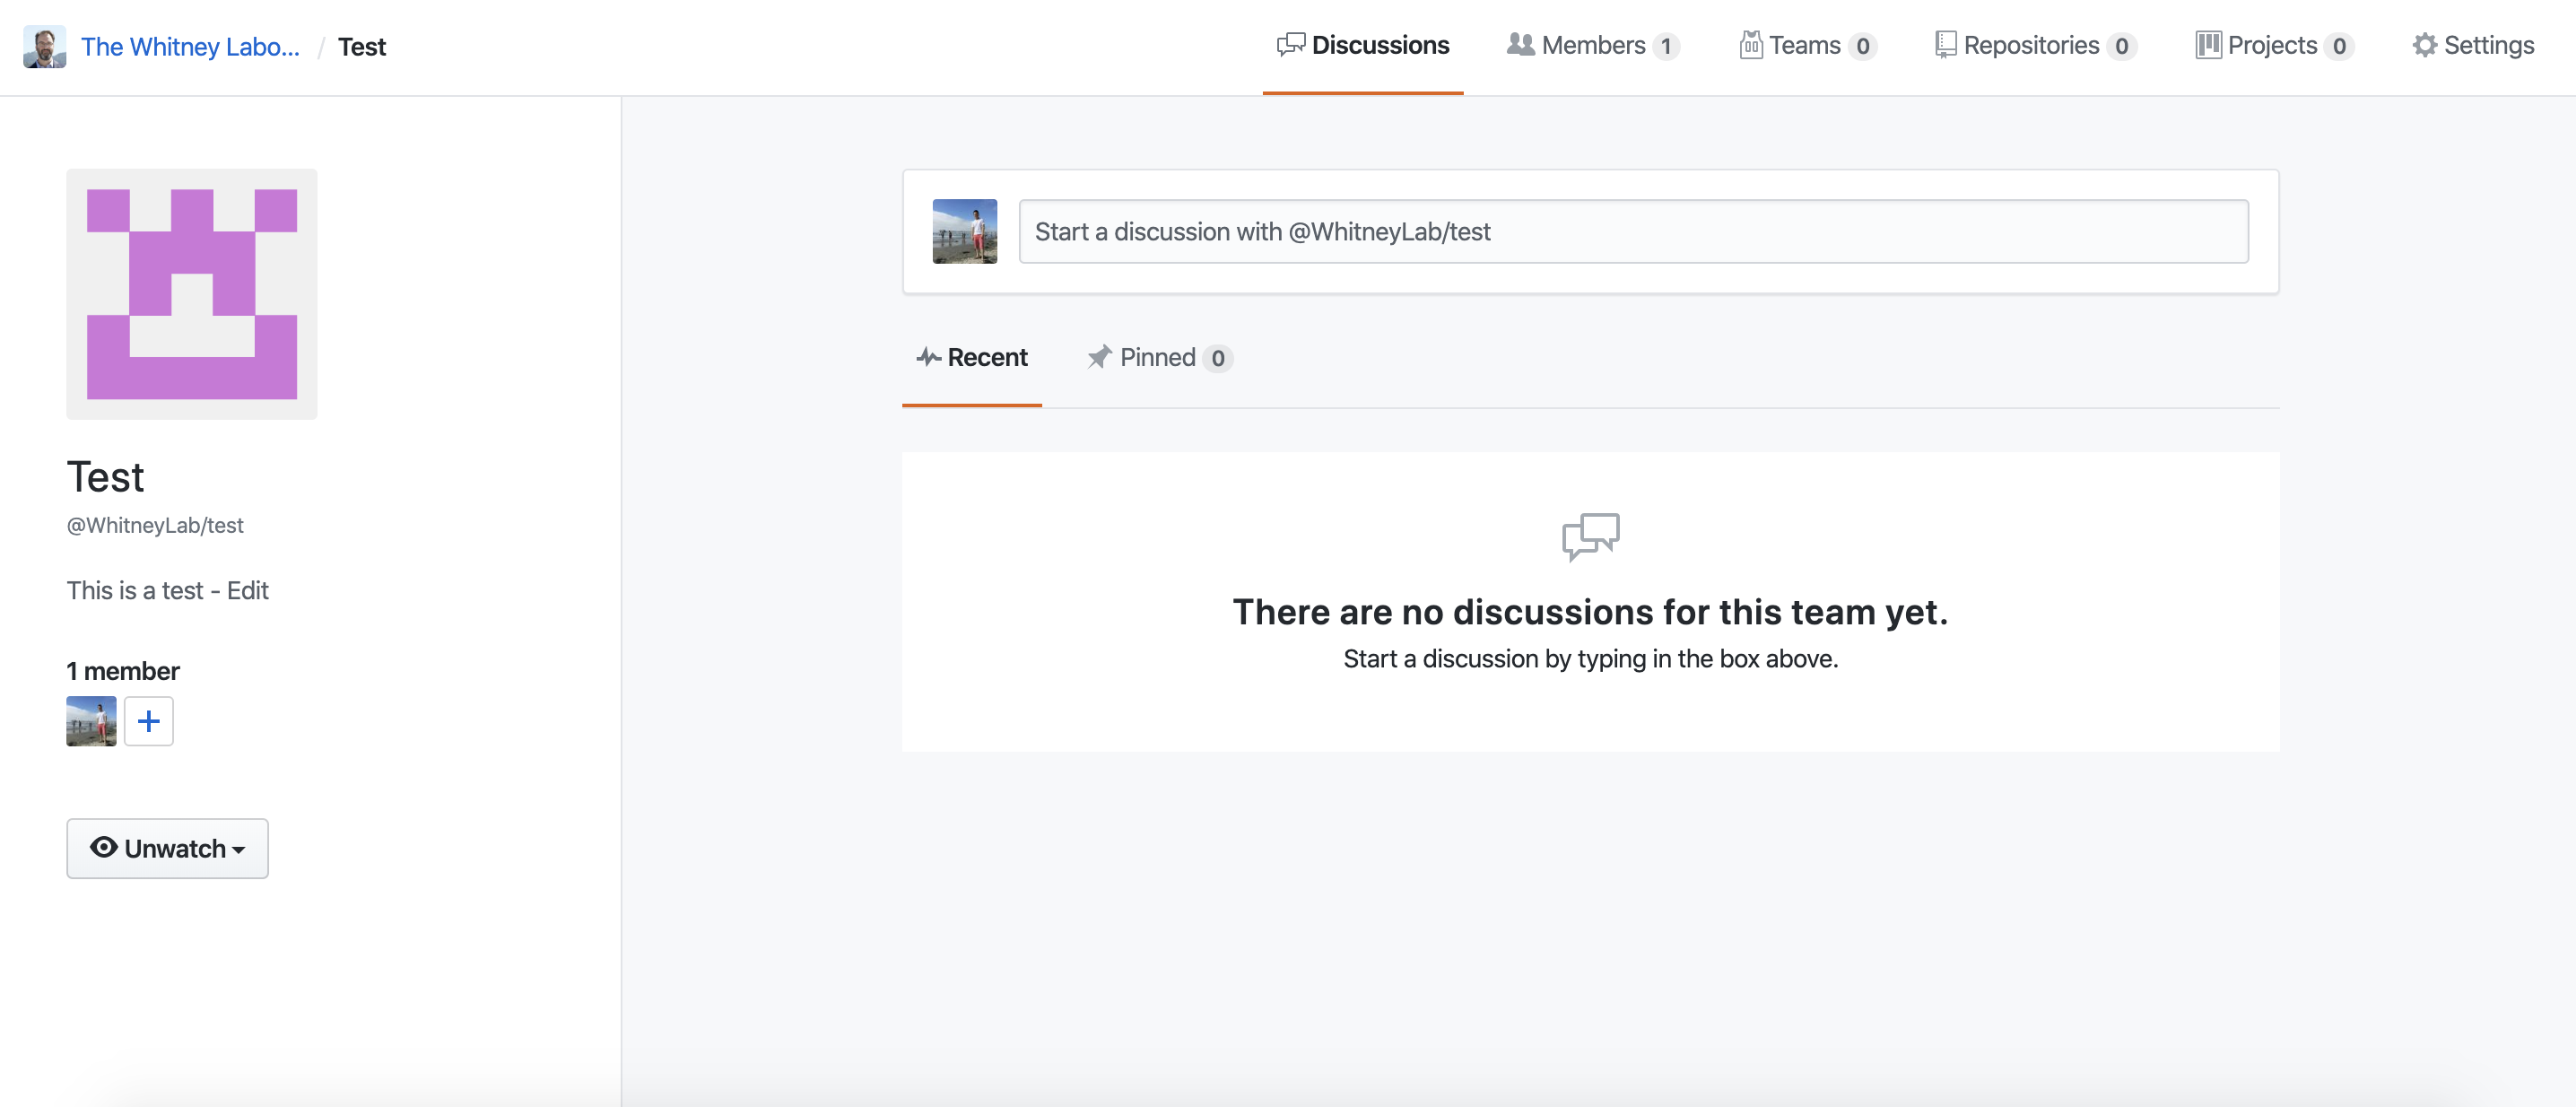 The Whitney Labo... / Test
Discussions Members 1 Teams 0 Repositories 0 Projects 0 Settings
Start a discussion with @WhitneyLab/test
Recent Pinned 0
Test
@WhitneyLab/test
This is a test - Edit
1 member
Unwatch
There are no discussions for this team yet.
Start a discussion by typing in the box above.